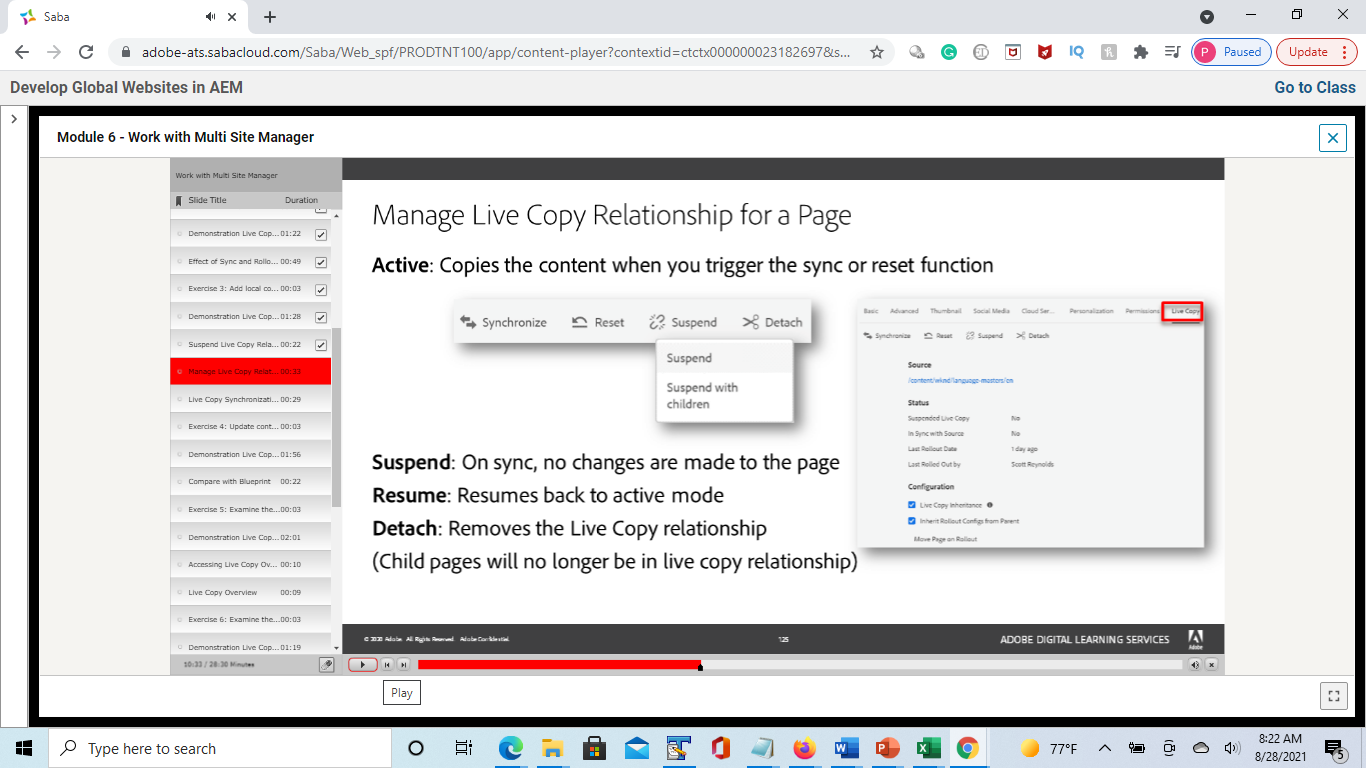 Saba
adobe-ats.sabacloud.com/Saba/Web_spf/PRODTNT100/app/content-player?contextid=ctctx000000023182697&s...
P Paused
Update
Develop Global Websites in AEM
Go to Class
Module 6 - Work with Multi Site Manager
Work with Multi Site Manager
Slide Title Duration
Demonstration Live Cop... 01:22
Effect of Sync and Rollo... 00:49
Exercise 3: Add local co... 00:03
Demonstration Live Cop... 01:28
Suspend Live Copy Rela... 00:22
Manage Live Copy Relat... 00:33
Live Copy Synchronizati... 00:29
Exercise 4: Update cont... 00:03
Demonstration Live Cop... 01:56
Compare with Blueprint 00:22
Exercise 5: Examine the... 00:03
Demonstration Live Cop... 02:01
Accessing Live Copy Ov... 00:10
Live Copy Overview 00:09
Exercise 6: Examine the... 00:03
Demonstration Live Cop... 01:19
10:33 / 28:30 Minutes
Manage Live Copy Relationship for a Page
Active: Copies the content when you trigger the sync or reset function
Synchronize Reset Suspend Detach
Suspend
Suspend with
children
Basic Advanced Thumbnail Social Media Cloud Ser... Personalization Permissions Live Copy
Synchronize Reset Suspend Detach
Source
/content/wknd/language-masters/en
Status
Suspended Live Copy No
In Sync with Source No
Last Rollout Date 1 day ago
Last Rolled Out by Scott Reynolds
Configuration
Live Copy Inheritance
Inherit Rollout Configs from Parent
Move Page on Rollout
Suspend: On sync, no changes are made to the page
Resume: Resumes back to active mode
Detach: Removes the Live Copy relationship
(Child pages will no longer be in live copy relationship)
© 2020 Adobe. All Rights Reserved. Adobe Confidential.
125
ADOBE DIGITAL LEARNING SERVICES
Adobe
Play
Type here to search
77°F
8:22 AM
8/28/2021
5